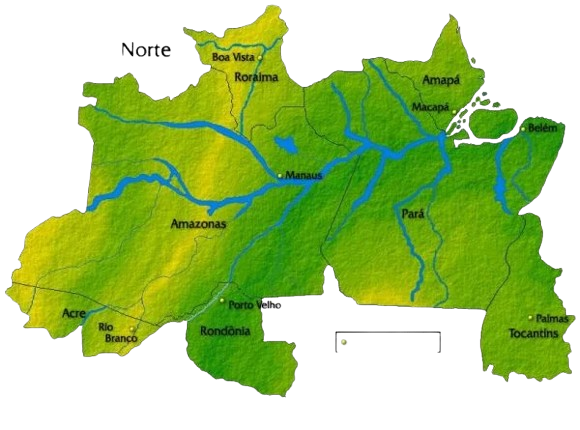 Norte
Boa Vista
Roraima
Amapá
Macapá
Belém
Manaus
Pará
Amazonas
Acre
Rio
Branco
Porto Velho
Rondônia
Palmas
Tocantins